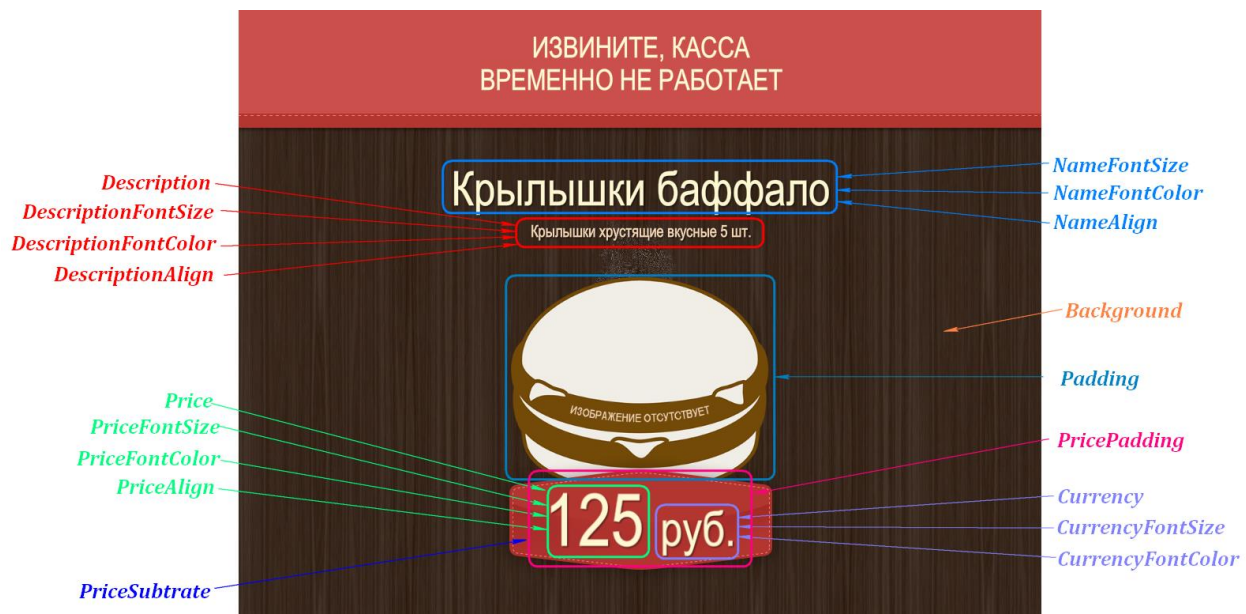 ИЗВИНИТЕ, КАССА
ВРЕМЕННО НЕ РАБОТАЕТ
Крылышки баффало
Крылышки хрустящие вкусные 5 шт.
Description
DescriptionFontSize
DescriptionFontColor
DescriptionAlign
NameFontSize
NameFontColor
NameAlign
Background
Padding
ИЗОБРАЖЕНИЕ ОТСУТСТВУЕТ
Price
PriceFontSize
PriceFontColor
PriceAlign
PriceSubtrate
125 руб.
PricePadding
Currency
CurrencyFontSize
CurrencyFontColor